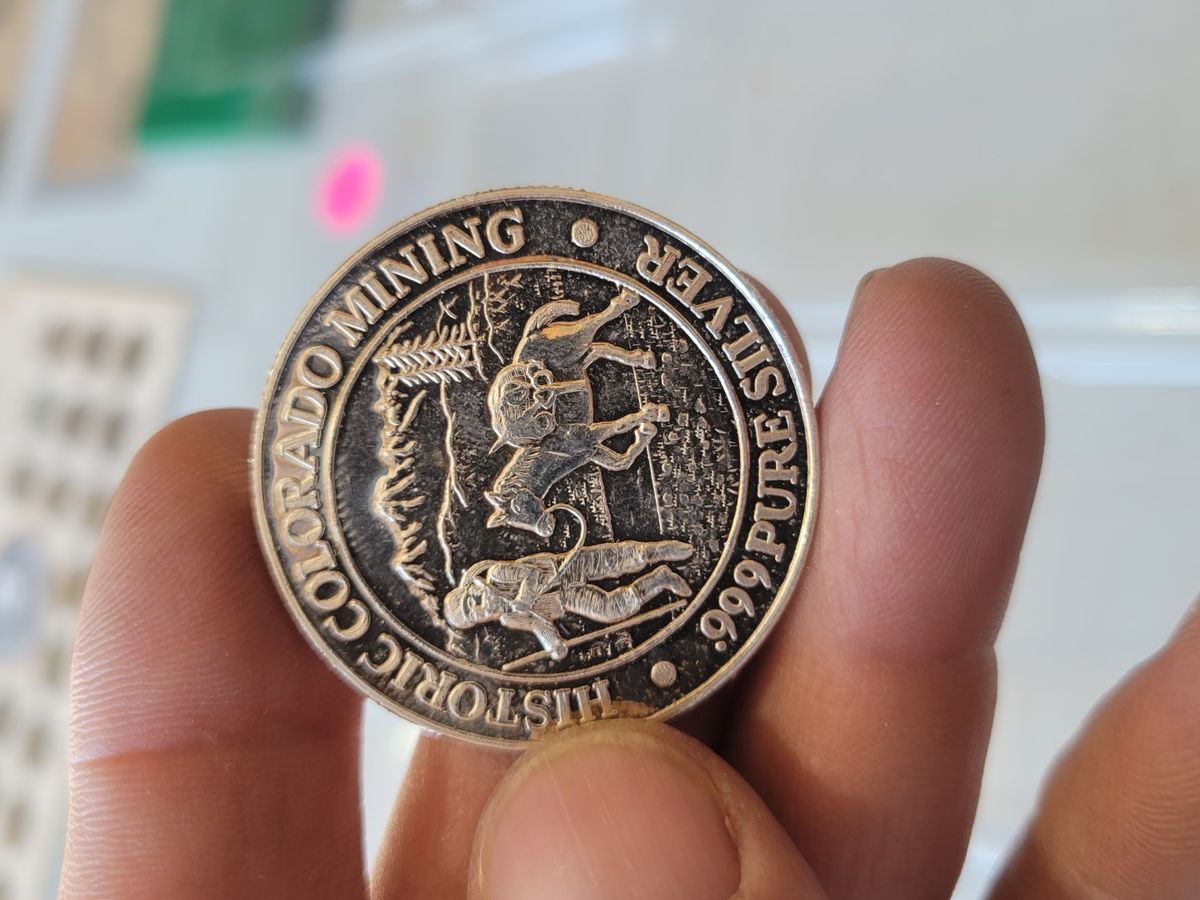 HISTORIC COLORADO MINING
.999 PURE SILVER